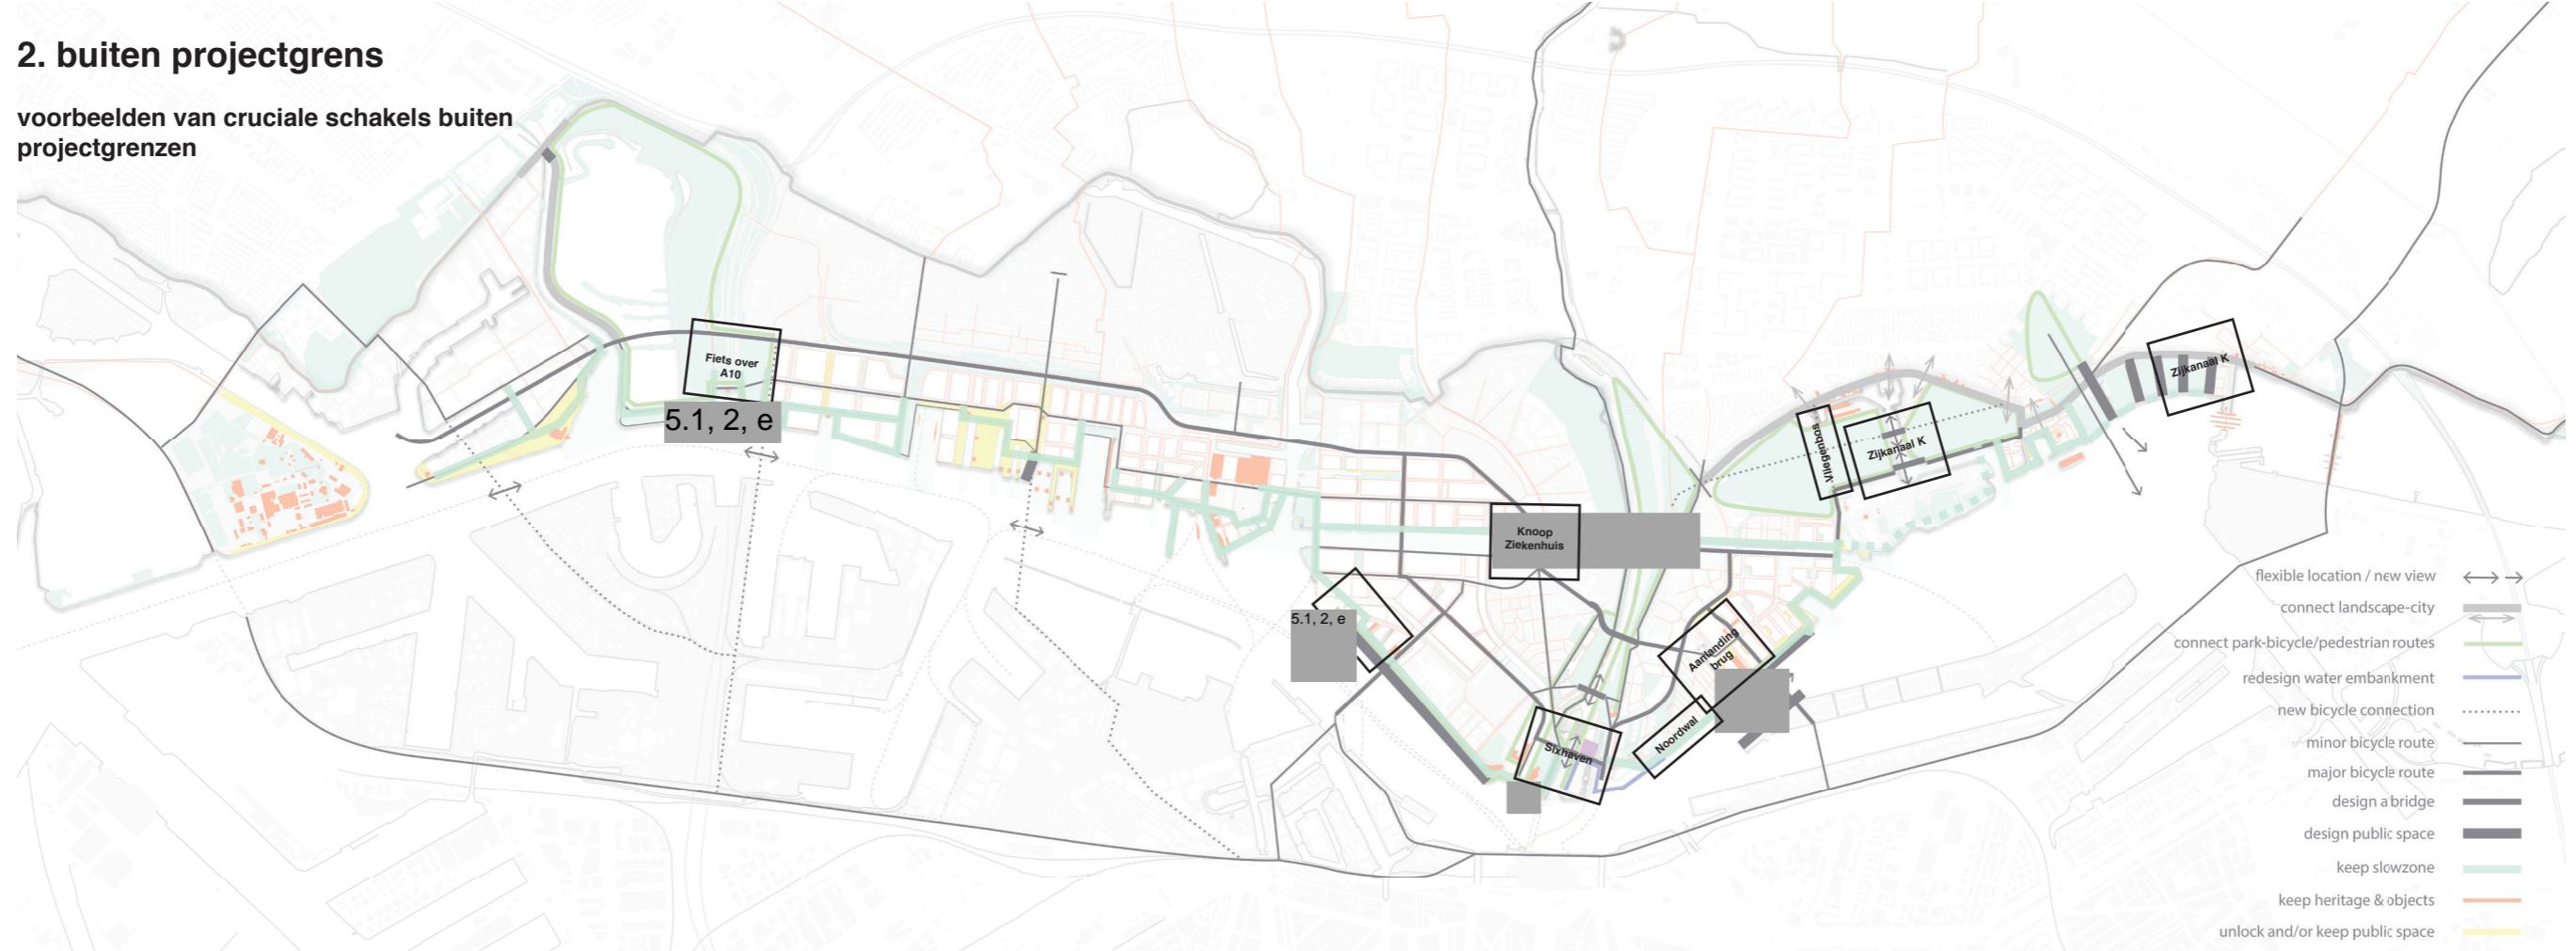 2. buiten projectgrens
voorbeelden van cruciale schakels buiten
projectgrenzen
Fiets over
A10
5.1, 2, e
Vliegenbos
Zijkanaal K
Zijkanaal K
Knoop
Ziekenhuis
5.1, 2, e
Aanlanding
brug
Noordwal
Sixhaven
flexible location / new view
connect landscape-city
connect park-bicycle/pedestrian routes
redesign water embankment
new bicycle connection
minor bicycle route
major bicycle route
design a bridge
design public space
keep slowzone
keep heritage & objects
unlock and/or keep public space